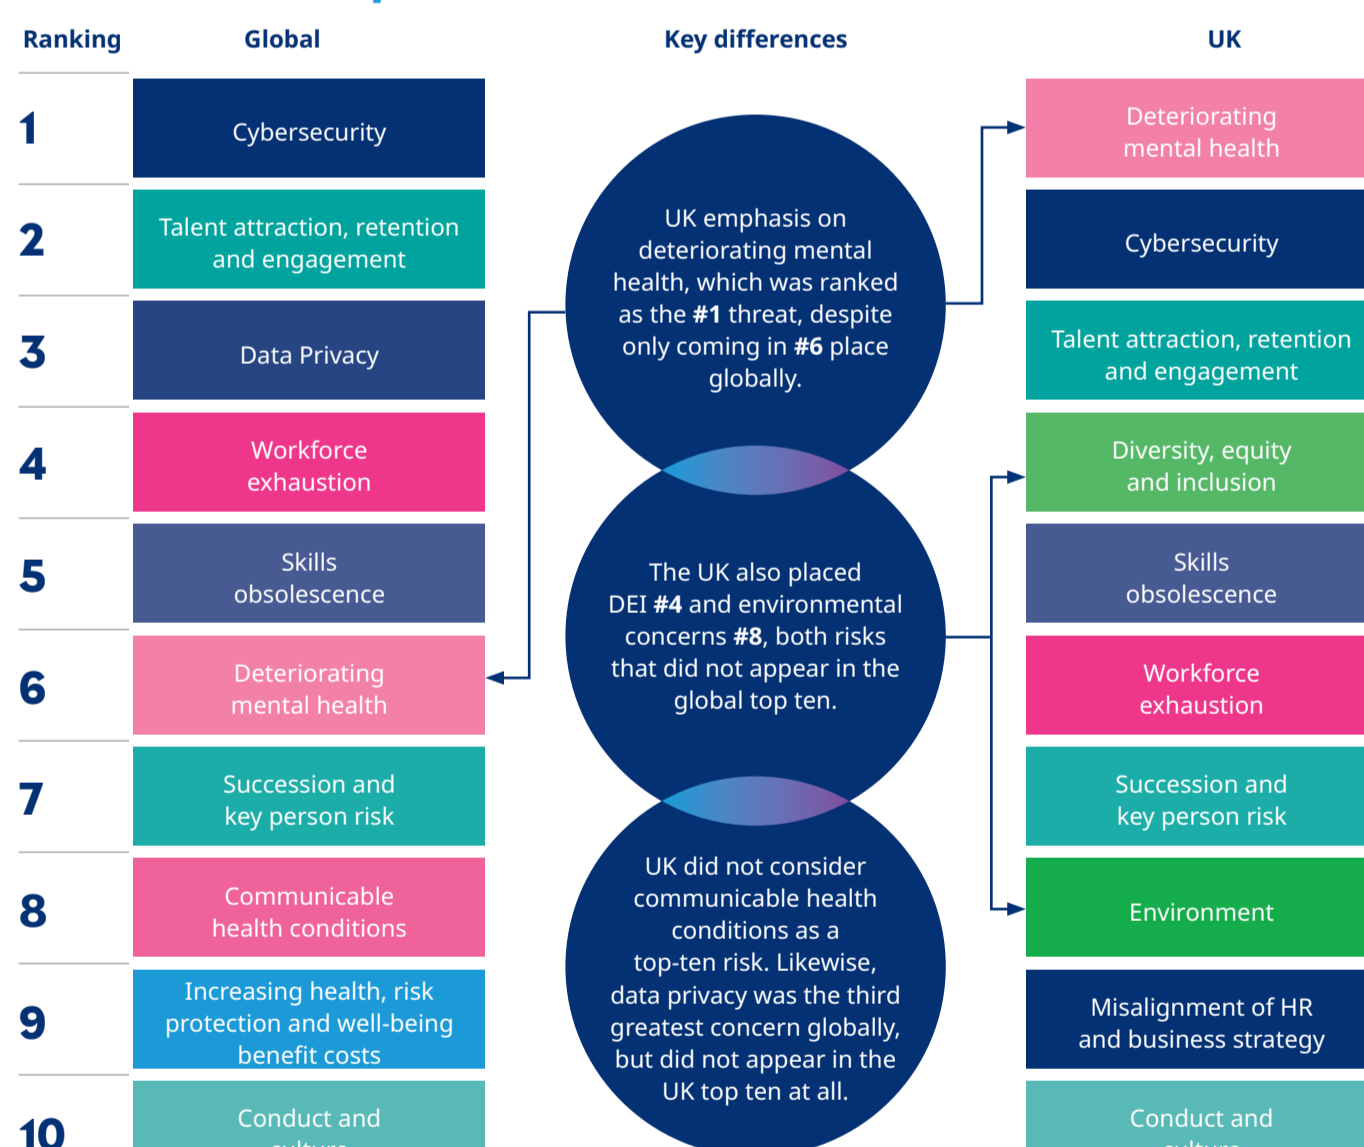 Ranking
Global
Key differences
UK
1
Cybersecurity
Deteriorating
mental health
2
Talent attraction, retention
and engagement
Cybersecurity
3
Data Privacy
Talent attraction, retention
and engagement
4
Workforce
exhaustion
Diversity, equity
and inclusion
5
Skills
obsolescence
Skills
obsolescence
6
Deteriorating
mental health
Workforce
exhaustion
7
Succession and
key person risk
Succession and
key person risk
8
Communicable
health conditions
Environment
9
Increasing health, risk
protection and well-being
benefit costs
Misalignment of HR
and business strategy
10
Conduct and
Conduct and
UK emphasis on
deteriorating mental
health, which was ranked
as the #1 threat, despite
only coming in #6 place
globally.
The UK also placed
DEI #4 and environmental
concerns #8, both risks
that did not appear in the
global top ten.
UK did not consider
communicable health
conditions as a
top-ten risk. Likewise,
data privacy was the third
greatest concern globally,
but did not appear in the
UK top ten at all.